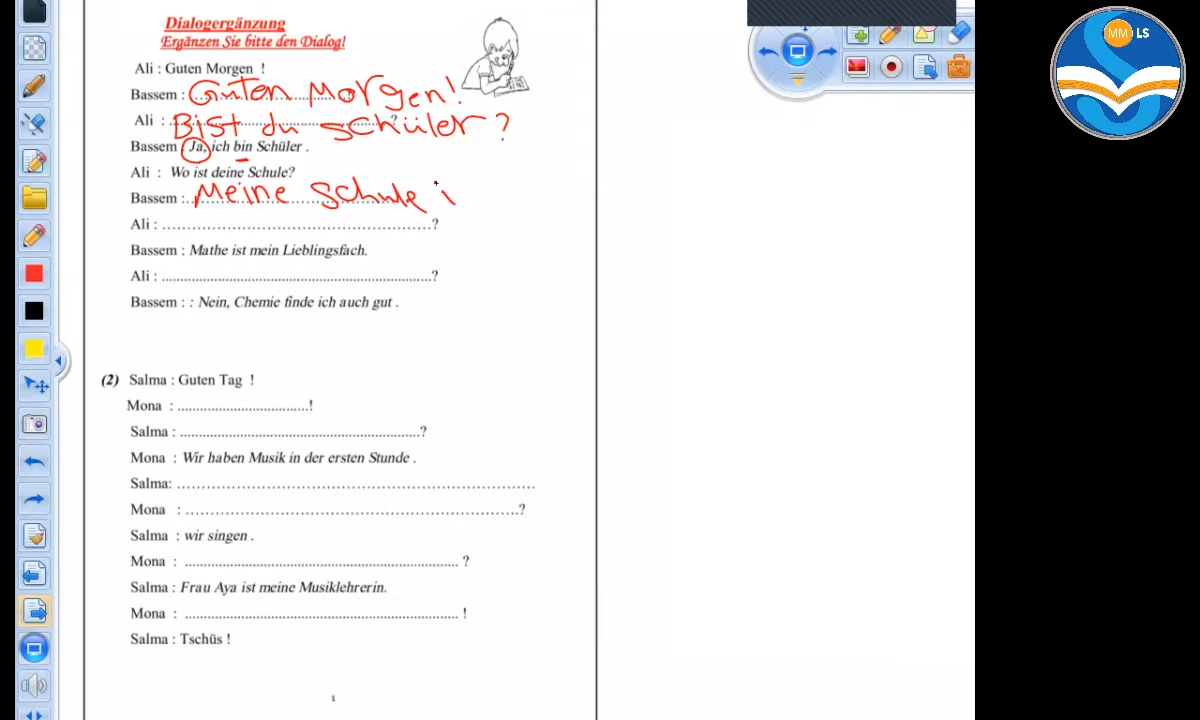 Dialogergänzung
Ergänzen Sie bitte den Dialog!
Ali : Guten Morgen !
Bassem : Guten Morgen!
Ali : Bist du schüler?
Bassem : Ja, ich bin Schüler .
Ali : Wo ist deine Schule?
Bassem :.. Meine Schule i
Ali : ……………………………………………………?
Bassem : Mathe ist mein Lieblingsfach.
Ali : ........................................................................?
Bassem : : Nein, Chemie finde ich auch gut .
(2) Salma : Guten Tag !
Mona : ...................................!
Salma : ................................................................?
Mona : Wir haben Musik in der ersten Stunde .
Salma: ………………………………………………………………
Mona : …………………………………………………………..?
Salma : wir singen .
Mona : ......................................................................... ?
Salma : Frau Aya ist meine Musiklehrerin.
Mona : ......................................................................... !
Salma : Tschüs !
MM LS